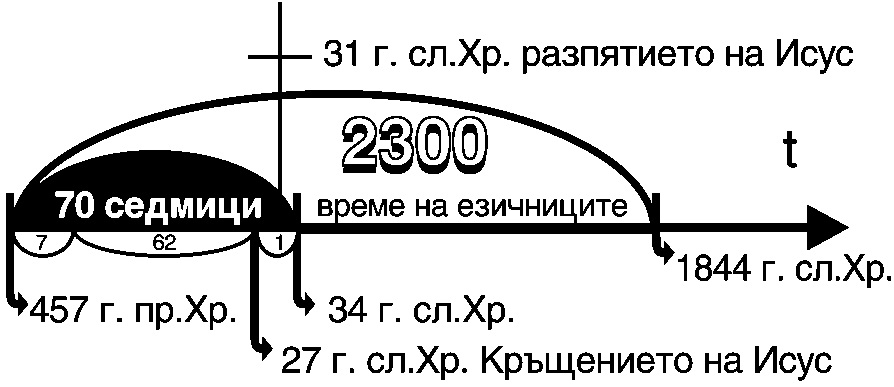 31 г. сл.Хр. разпятието на Исус
2300
t
70 седмици
време на езичниците
7
62
1
1844 г. сл.Хр.
457 г. пр.Хр.
34 г. сл.Хр.
27 г. сл.Хр. Кръщението на Исус